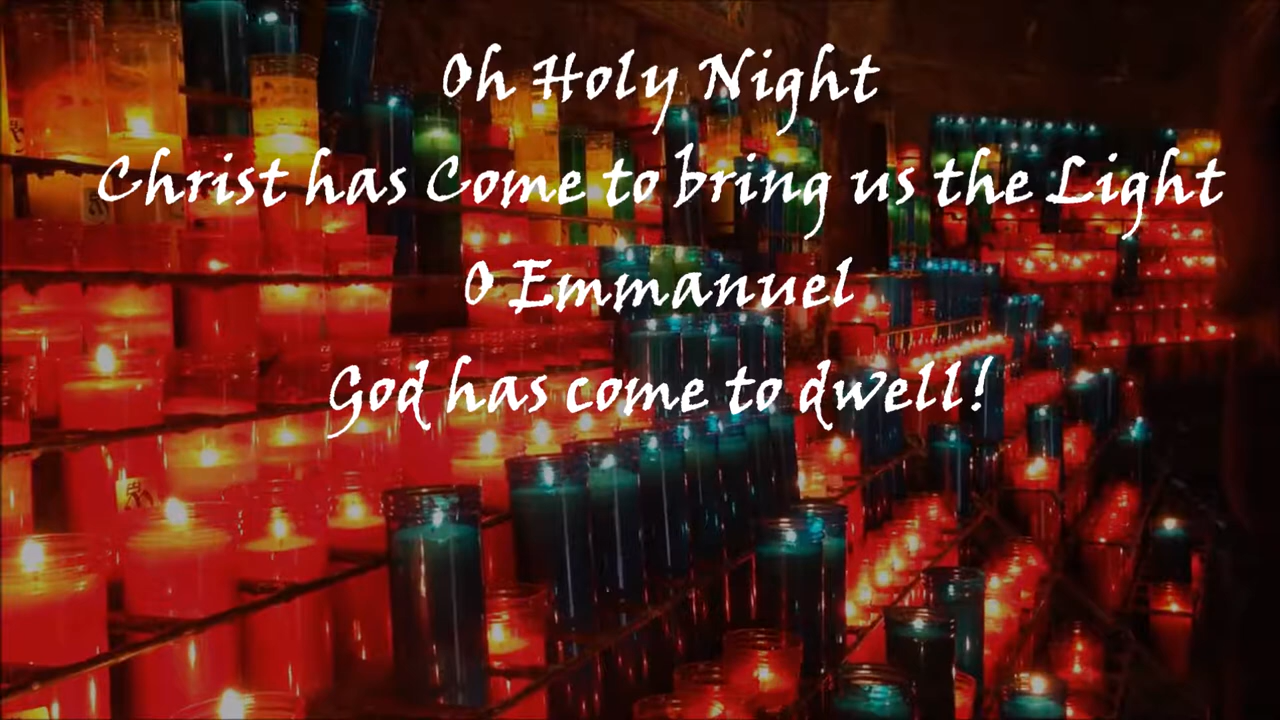 Oh Holy Night
Christ has Come to bring us the Light
O Emmanuel
God has come to dwell!